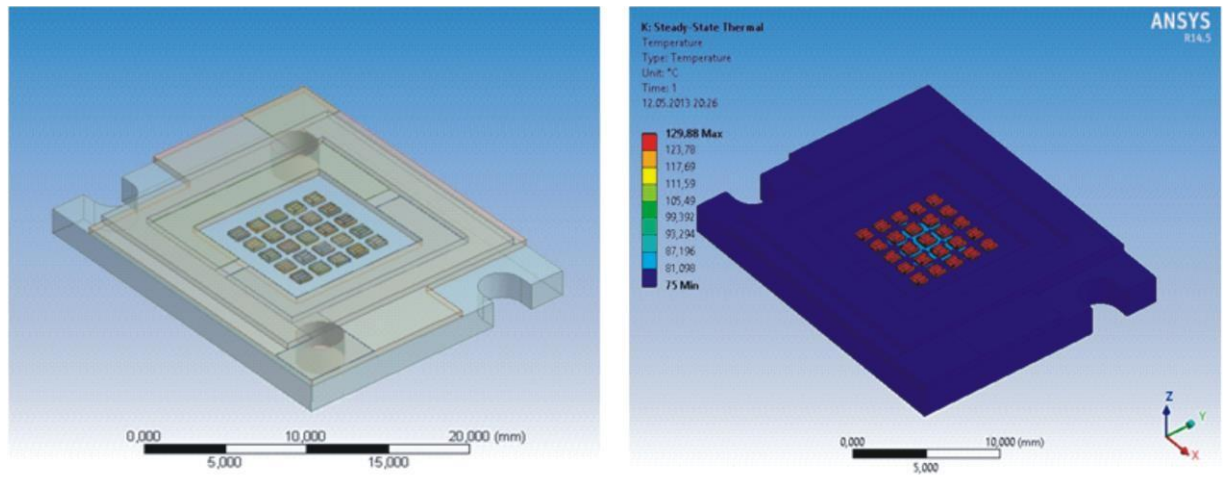 0,000
10,000
20,000 (mm)
5,000
15,000
K: Steady-State Thermal
Temperature
Type: Temperature
Unit: °C
Time: 1
12.05.2013 20:26
129,88 Max
123,78
117,69
111,59
105,49
99,392
93,294
87,196
81,098
75 Min
ANSYS
R14.5
0,000
10,000 (mm)
5,000
Z
Y
X